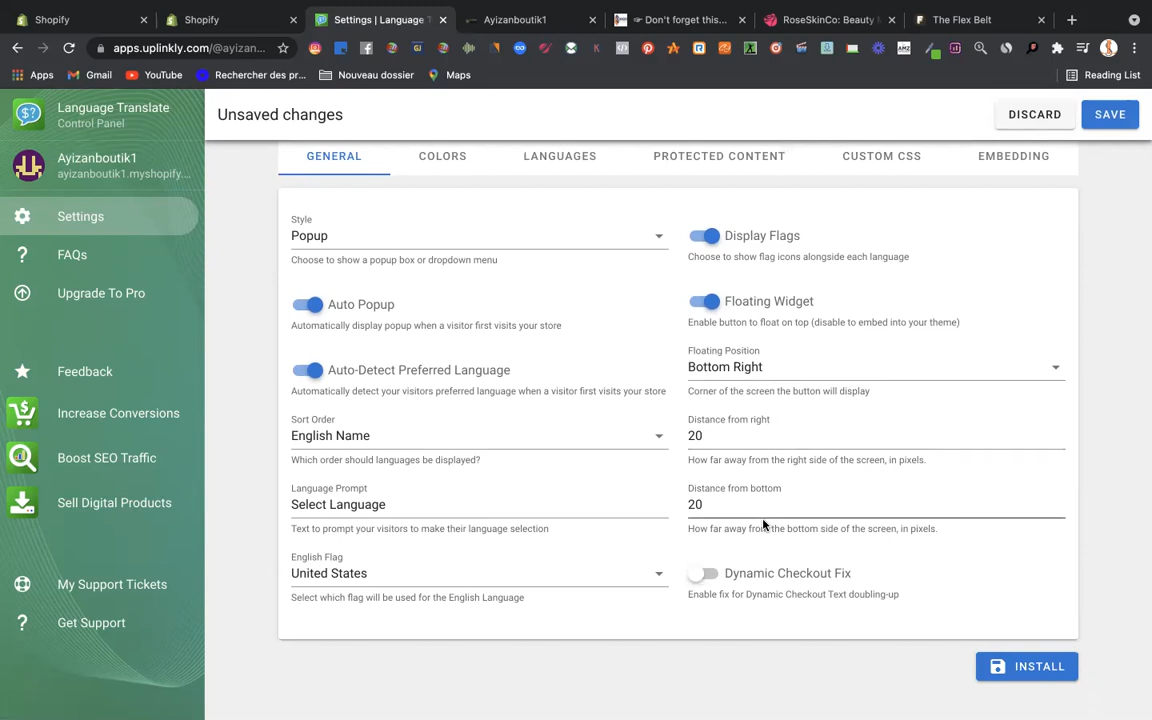 Shopify
Shopify
Settings | Language T
Ayizanboutik1
Don't forget this...
RoseSkinCo: Beauty
The Flex Belt
apps.uplinkly.com/@ayizan...
Apps
Gmail
YouTube
Rechercher des pr...
Nouveau dossier
Maps
Reading List
Language Translate
Control Panel
Ayizanboutik1
ayizanboutik1.myshopify...
Settings
FAQs
Upgrade To Pro
Feedback
Increase Conversions
Boost SEO Traffic
Sell Digital Products
My Support Tickets
Get Support
Unsaved changes
DISCARD
SAVE
GENERAL
COLORS
LANGUAGES
PROTECTED CONTENT
CUSTOM CSS
EMBEDDING
Style
Popup
Choose to show a popup box or dropdown menu
Auto Popup
Automatically display popup when a visitor first visits your store
Auto-Detect Preferred Language
Automatically detect your visitors preferred language when a visitor first visits your store
Sort Order
English Name
Which order should languages be displayed?
Language Prompt
Select Language
Text to prompt your visitors to make their language selection
English Flag
United States
Select which flag will be used for the English Language
Display Flags
Choose to show flag icons alongside each language
Floating Widget
Enable button to float on top (disable to embed into your theme)
Floating Position
Bottom Right
Corner of the screen the button will display
Distance from right
20
How far away from the right side of the screen, in pixels.
Distance from bottom
20
How far away from the bottom side of the screen, in pixels.
Dynamic Checkout Fix
Enable fix for Dynamic Checkout Text doubling-up
INSTALL